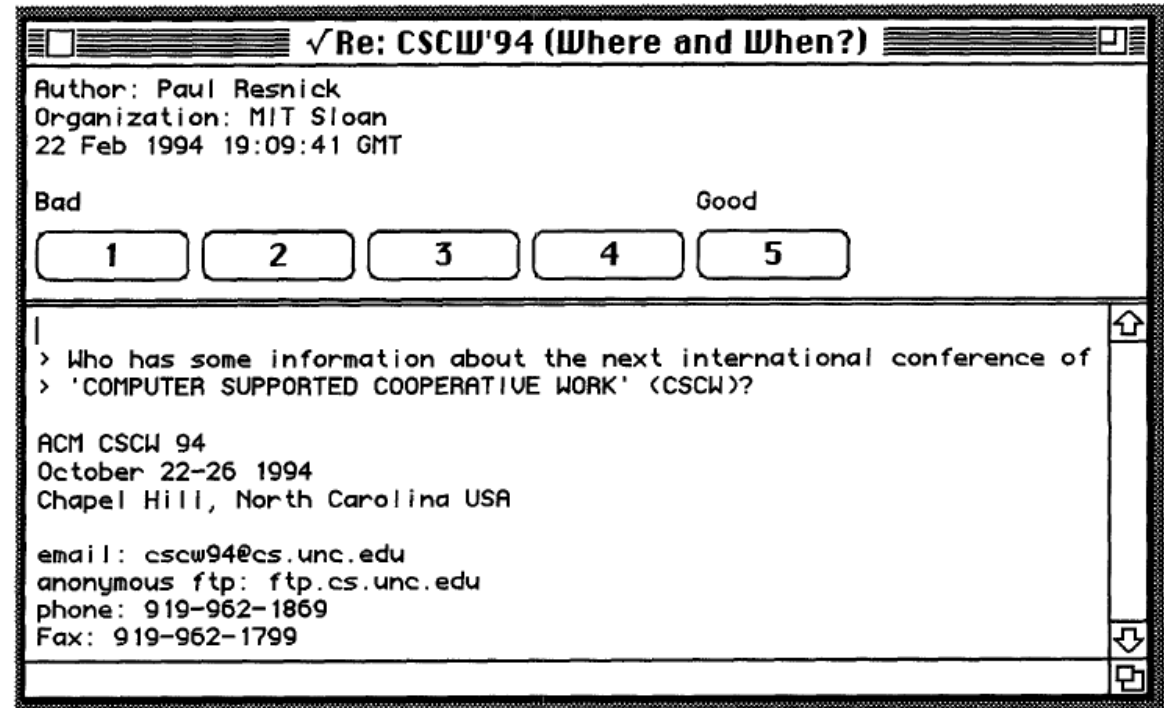 √Re: CSCW'94 (Where and When?)
Author: Paul Resnick
Organization: MIT Sloan
22 Feb 1994 19:09:41 GMT
Bad Good
1 2 3 4 5
> Who has some information about the next international conference of
> 'COMPUTER SUPPORTED COOPERATIVE WORK' (CSCW)?
ACM CSCW 94
October 22-26 1994
Chapel Hill, North Carolina USA
email: cscw94@cs.unc.edu
anonymous ftp: ftp.cs.unc.edu
phone: 919-962-1869
Fax: 919-962-1799